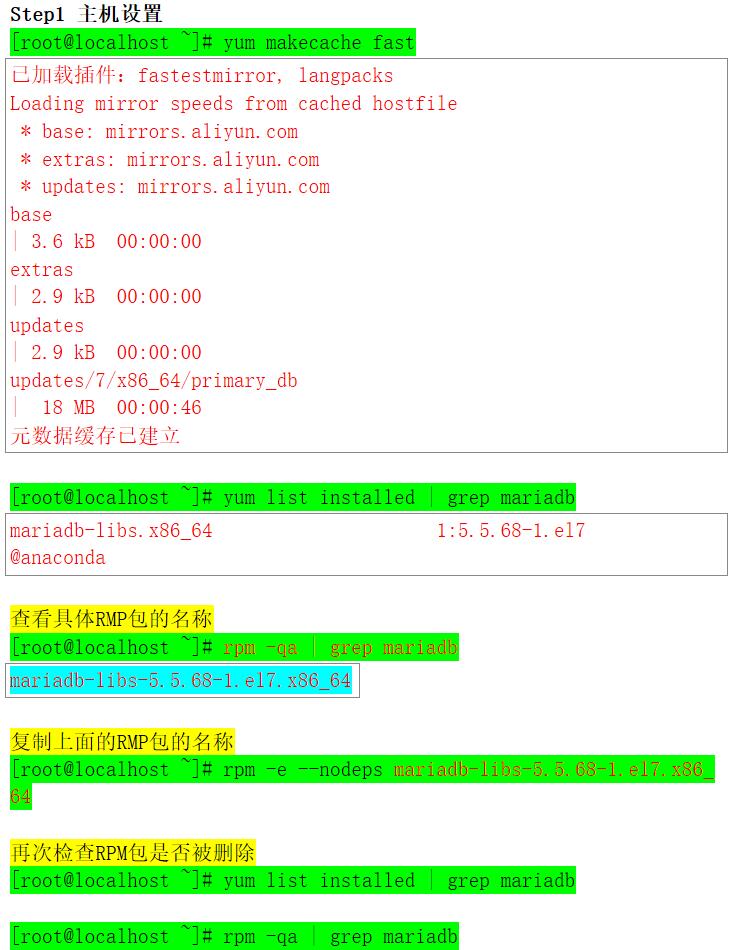 Step1 主机设置
[root@localhost ~]# yum makecache fast
已加载插件：fastestmirror, langpacks
Loading mirror speeds from cached hostfile
 * base: mirrors.aliyun.com
 * extras: mirrors.aliyun.com
 * updates: mirrors.aliyun.com
base
| 3.6 kB  00:00:00
extras
| 2.9 kB  00:00:00
updates
| 2.9 kB  00:00:00
updates/7/x86_64/primary_db
|  18 MB  00:00:46
元数据缓存已建立
[root@localhost ~]# yum list installed | grep mariadb
mariadb-libs.x86_64                     1:5.5.68-1.el7
@anaconda
查看具体RMP包的名称
[root@localhost ~]# rpm -qa | grep mariadb
mariadb-libs-5.5.68-1.el7.x86_64
复制上面的RMP包的名称
[root@localhost ~]# rpm -e --nodeps mariadb-libs-5.5.68-1.el7.x86_
64
再次检查RPM包是否被删除
[root@localhost ~]# yum list installed | grep mariadb
[root@localhost ~]# rpm -qa | grep mariadb